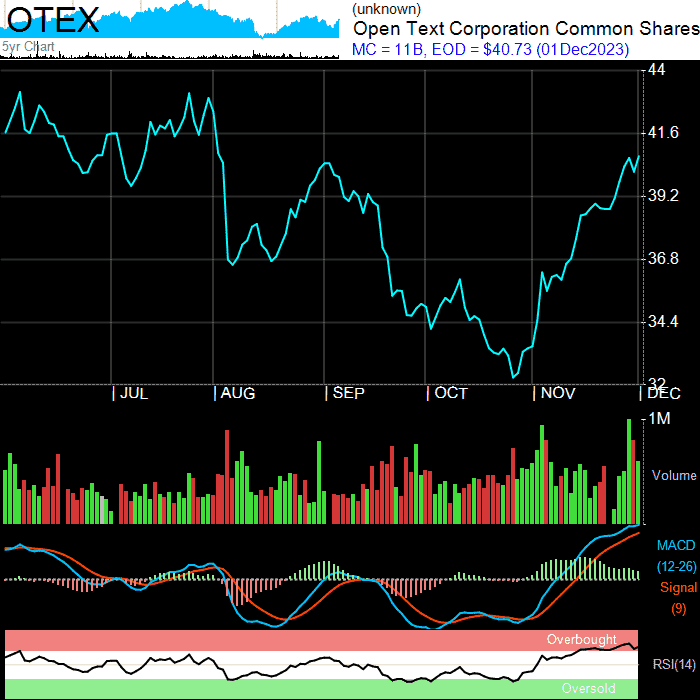 OTEX
5yr Chart
(unknown)
Open Text Corporation Common Shares
MC = 11B, EOD = $40.73 (01Dec2023)
44
41.6
39.2
36.8
34.4
32
| JUL | AUG | SEP | OCT | NOV | DEC
1M
Volume
MACD
(12-26)
Signal
(9)
Overbought
RSI(14)
Oversold